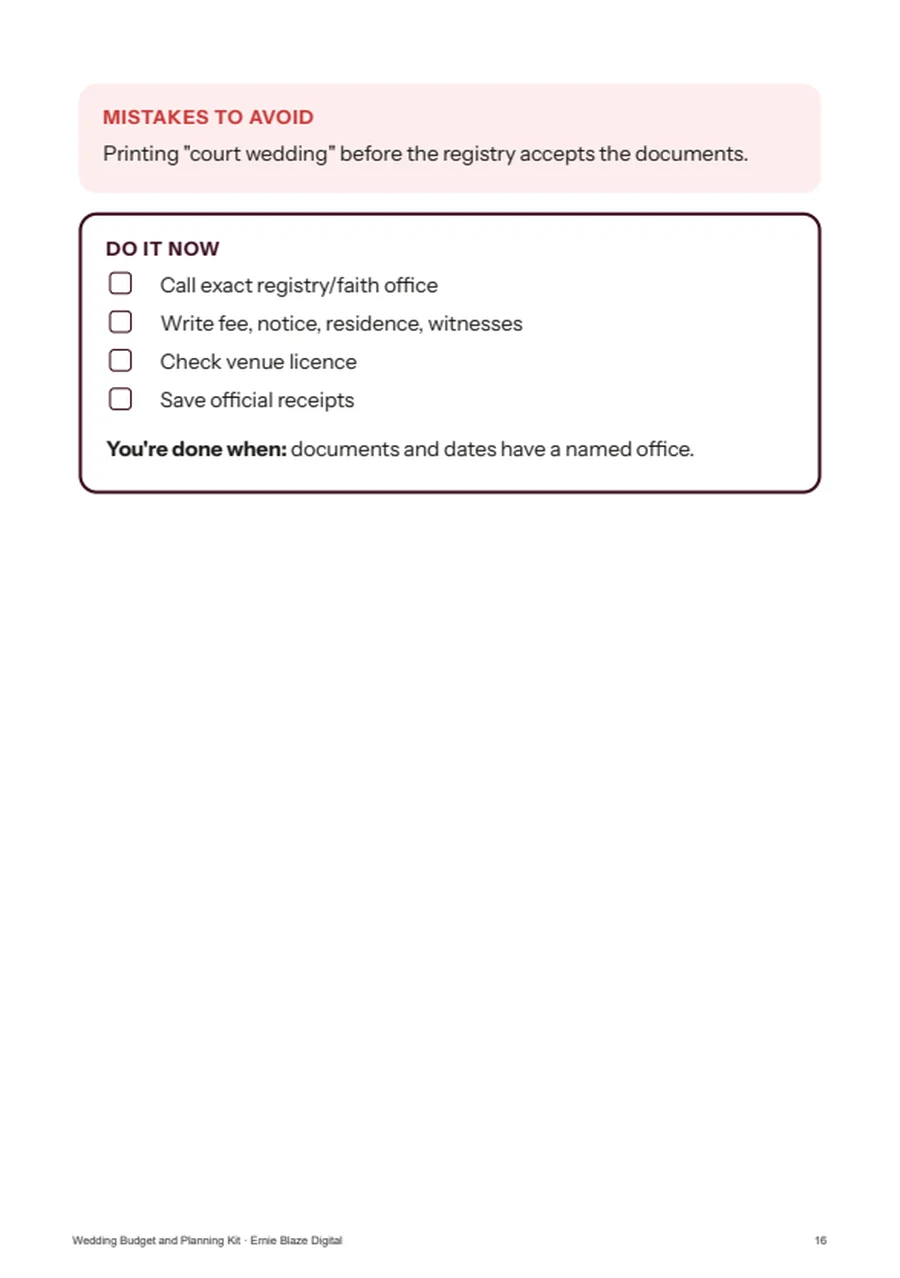 MISTAKES TO AVOID
Printing "court wedding" before the registry accepts the documents.
DO IT NOW
Call exact registry/faith office
Write fee, notice, residence, witnesses
Check venue licence
Save official receipts
You're done when: documents and dates have a named office.
Wedding Budget and Planning Kit · Ernie Blaze Digital
16